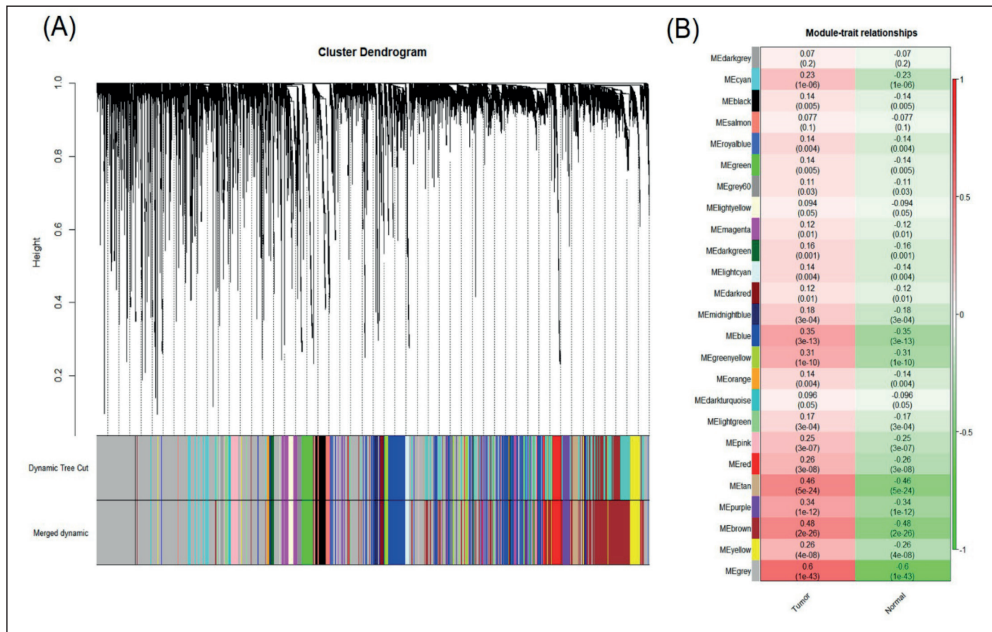 (A)
Cluster Dendrogram
Height
1.0
0.8
0.6
0.4
0.2
Dynamic Tree Cut
Merged dynamic
(B)
Module-trait relationships
MEdarkgrey 0.07 -0.07
(0.2) (0.2)
MEcyan 0.23 -0.23
(1e-06) (1e-06)
MEblack 0.14 -0.14
(0.005) (0.005)
MEsalmon 0.077 -0.077
(0.1) (0.1)
MEroyalblue 0.14 -0.14
(0.004) (0.004)
MEgreen 0.14 -0.14
(0.005) (0.005)
MEgrey60 0.11 -0.11
(0.03) (0.03)
MElightyellow 0.094 -0.094
(0.05) (0.05)
MEmagenta 0.12 -0.12
(0.01) (0.01)
MEdarkgreen 0.16 -0.16
(0.001) (0.001)
MElightcyan 0.14 -0.14
(0.004) (0.004)
MEdarkred 0.12 -0.12
(0.01) (0.01)
MEmidnightblue 0.18 -0.18
(3e-04) (3e-04)
MEblue 0.35 -0.35
(3e-13) (3e-13)
MEgreenyellow 0.31 -0.31
(1e-10) (1e-10)
MEorange 0.14 -0.14
(0.004) (0.004)
MEdarkturquoise 0.096 -0.096
(0.05) (0.05)
MElightgreen 0.17 -0.17
(3e-04) (3e-04)
MEpink 0.25 -0.25
(3e-07) (3e-07)
MEred 0.26 -0.26
(3e-08) (3e-08)
MEtan 0.46 -0.46
(5e-24) (5e-24)
MEpurple 0.34 -0.34
(1e-12) (1e-12)
MEbrown 0.48 -0.48
(2e-26) (2e-26)
MEyellow 0.26 -0.26
(4e-08) (4e-08)
MEgrey 0.6 -0.6
(1e-43) (1e-43)
Tumor Normal
1
0.5
0
-0.5
-1